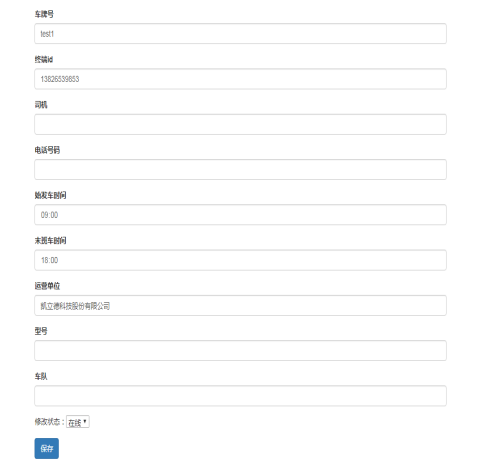 车牌号
test1
终端id
13826539853
司机
电话号码
始发车时间
09:00
末班车时间
18:00
运营单位
凯立德科技股份有限公司
型号
车队
修改状态：在线
保存